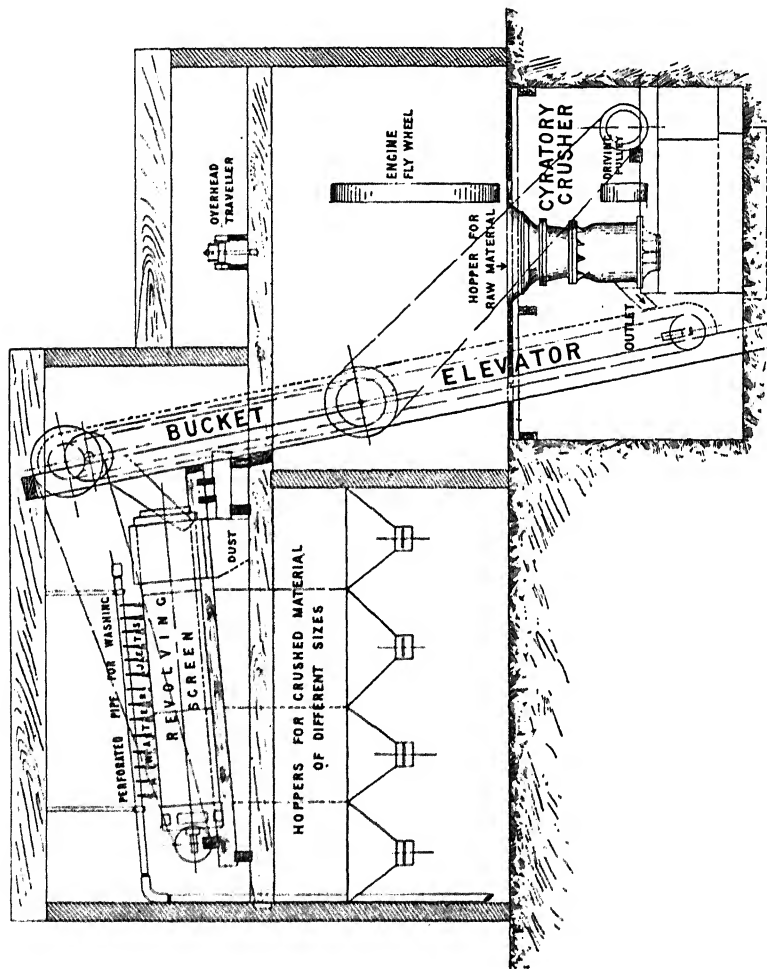 OVERHEAD
TRAVELLER
ENGINE
FLY WHEEL
HOPPER FOR
RAW MATERIAL
CYRATORY
CRUSHER
DRIVING
PULLEY
OUTLET
BUCKET ELEVATOR
DUST
PERFORATED PIPE FOR WASHING
WATER JETS
REVOLVING
SCREEN
HOPPERS FOR CRUSHED MATERIAL
OF DIFFERENT SIZES